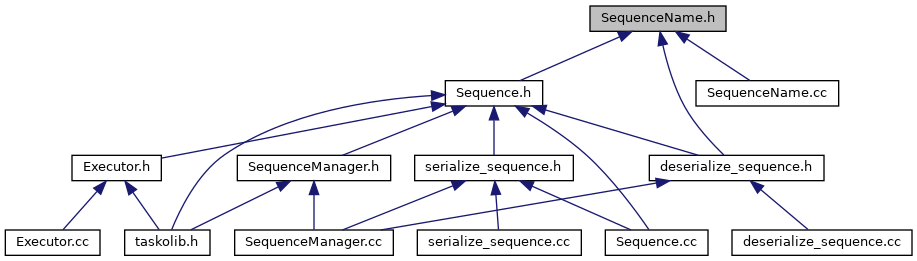 SequenceName.h
Sequence.h
SequenceName.cc
Executor.h
SequenceManager.h
serialize_sequence.h
deserialize_sequence.h
Executor.cc
taskolib.h
SequenceManager.cc
serialize_sequence.cc
Sequence.cc
deserialize_sequence.cc